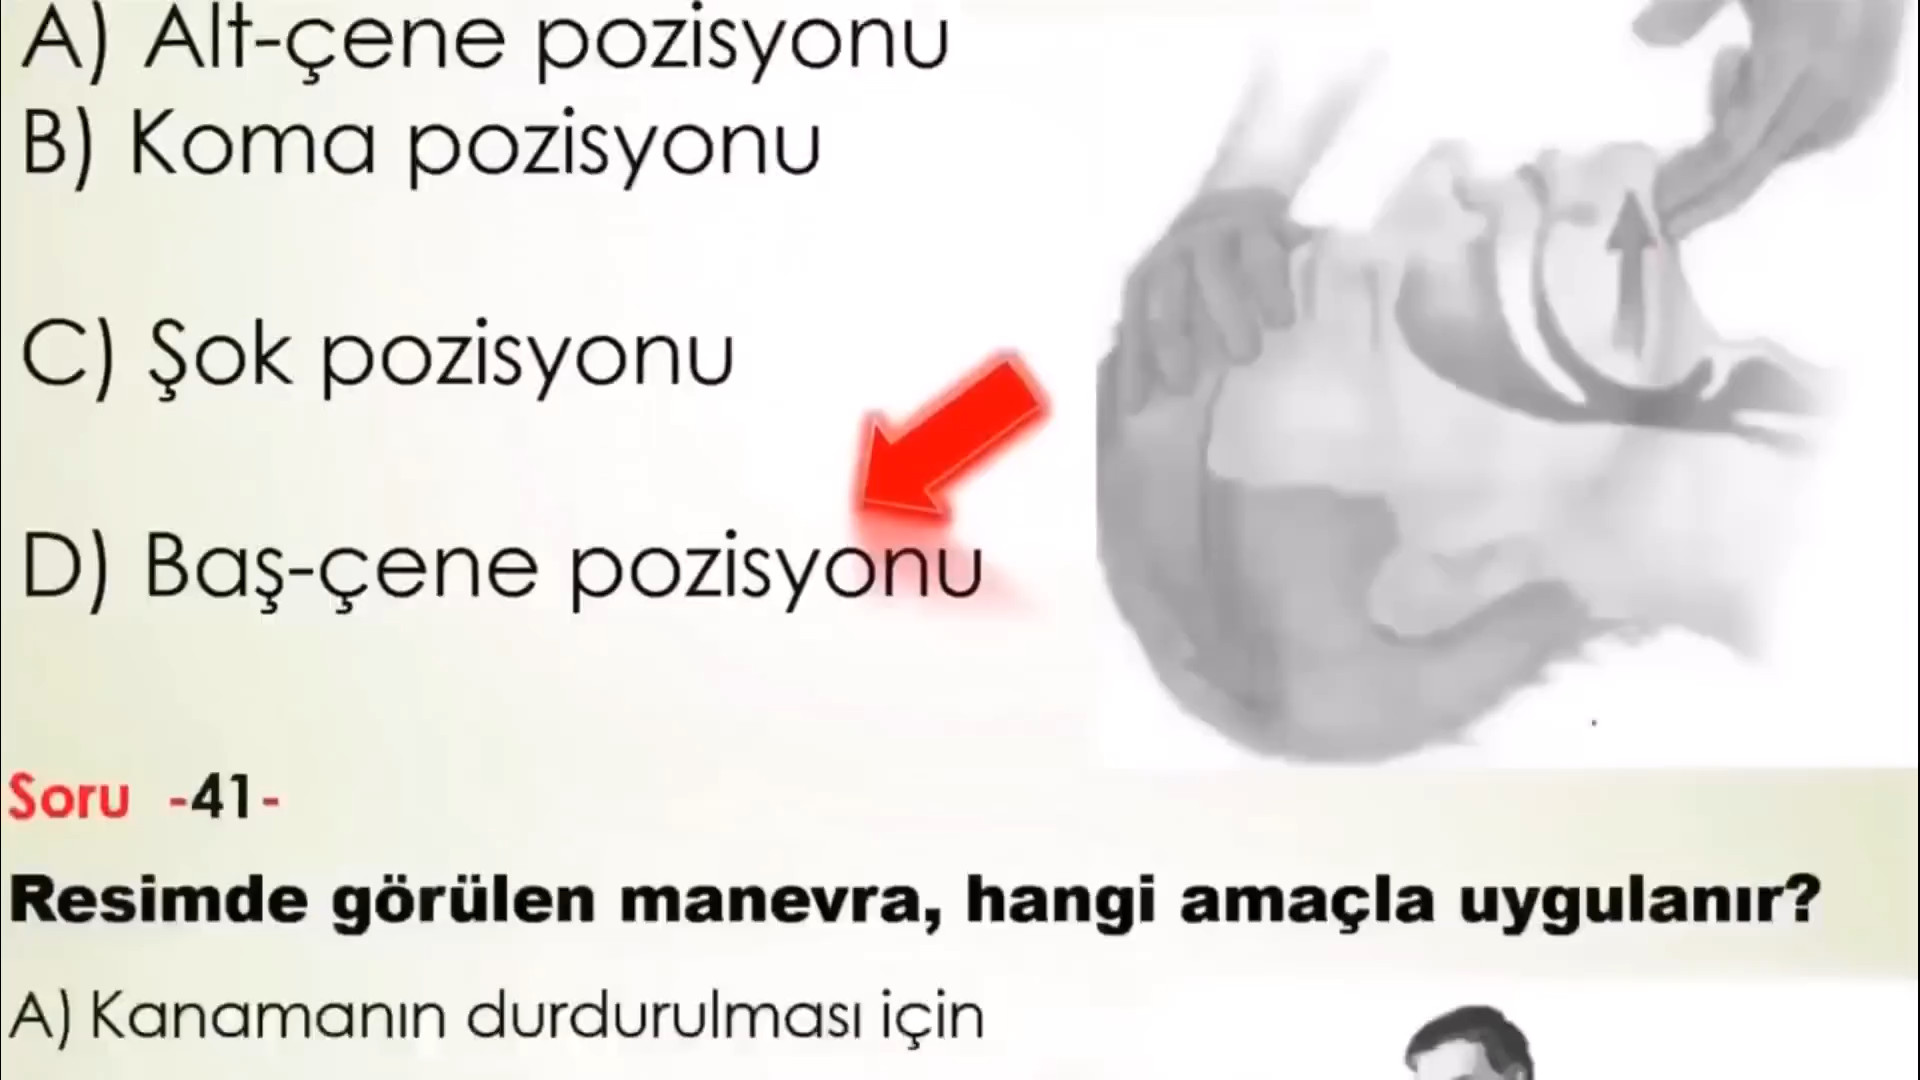 A) Alt-çene pozisyonu
B) Koma pozisyonu
C) Şok pozisyonu
D) Baş-çene pozisyonu
Soru -41-
Resimde görülen manevra, hangi amaçla uygulanır?
A) Kanamanın durdurulması için